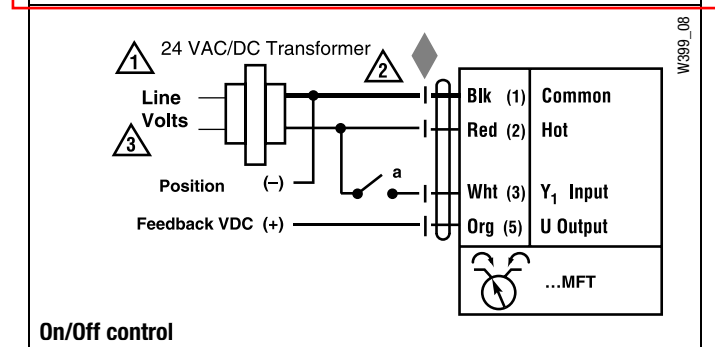 W399_08
1 24 VAC/DC Transformer 2
Line
Volts
3
Blk (1) Common
Red (2) Hot
a
Position (–)
Wht (3) Y₁ Input
Feedback VDC (+)
Org (5) U Output
...MFT
On/Off control